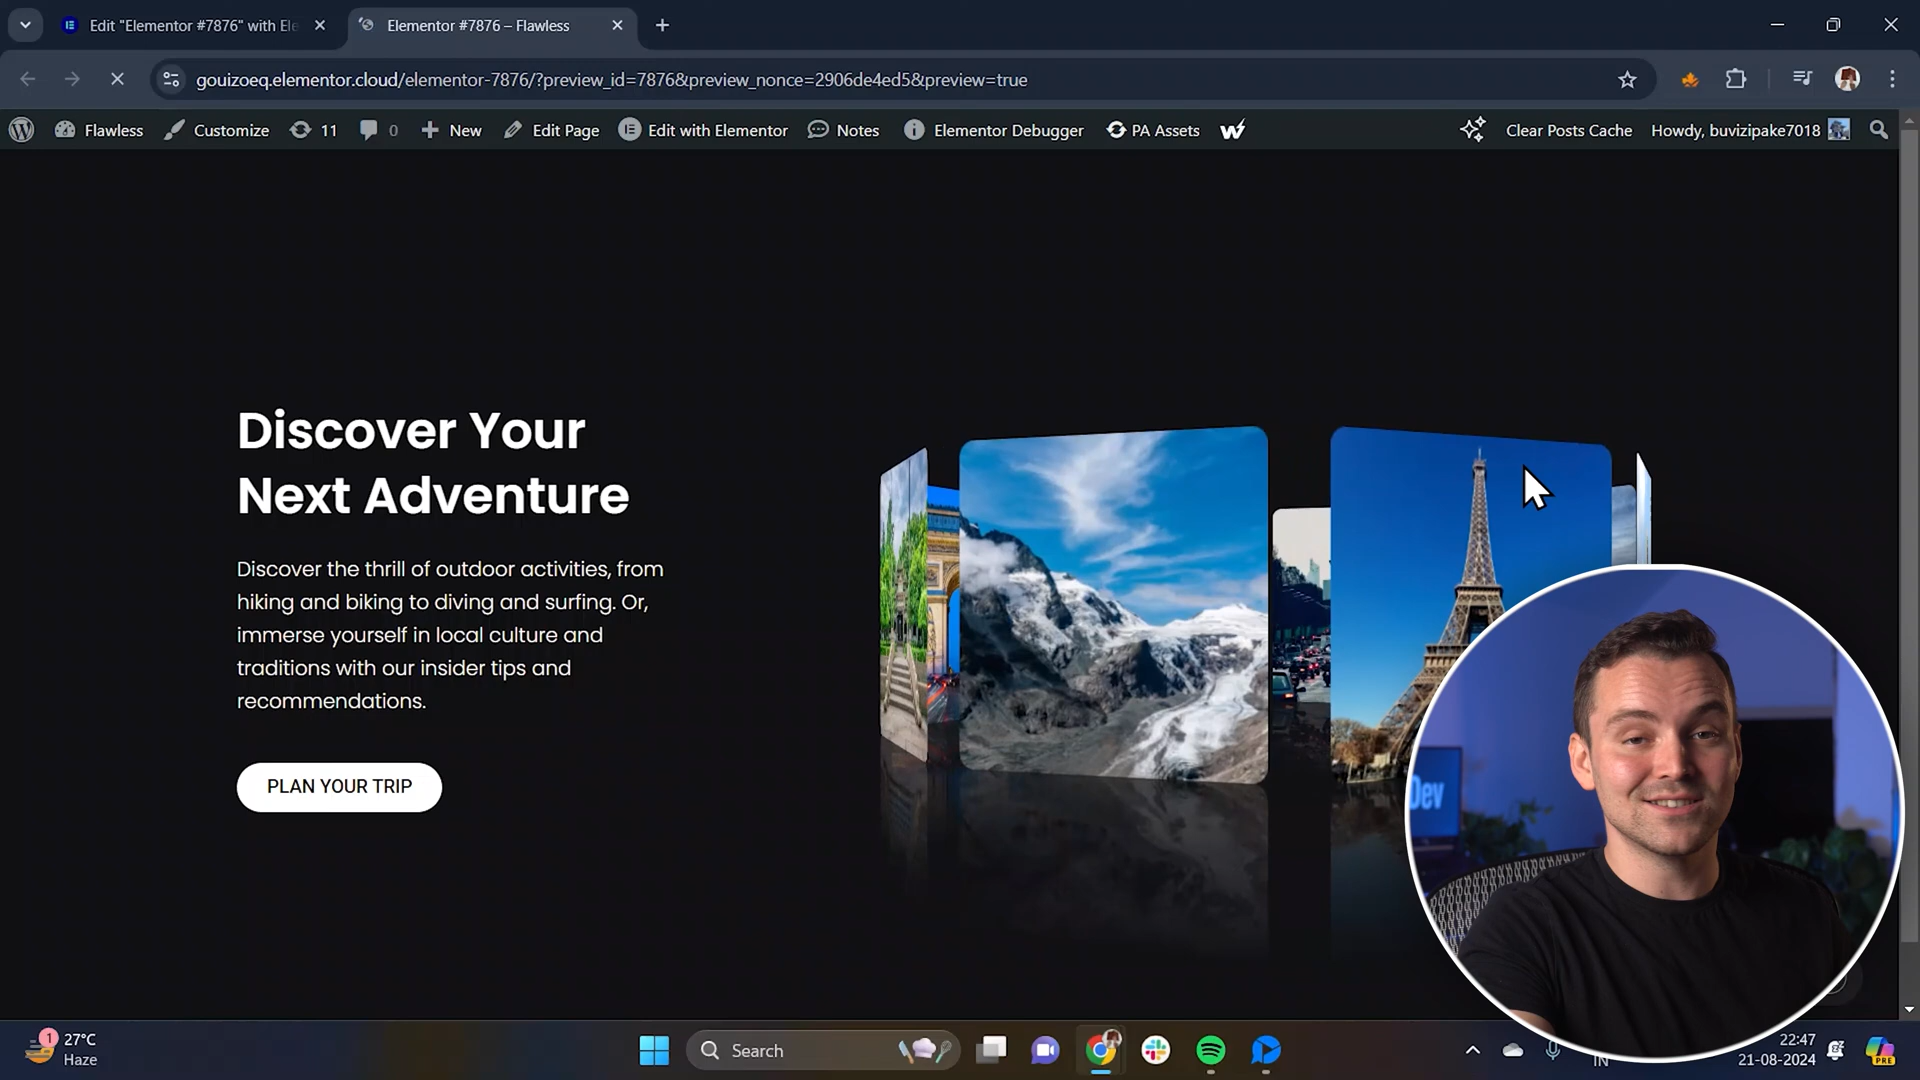 Edit "Elementor #7876" with Ele
Elementor #7876 – Flawless
gouizoeq.elementor.cloud/elementor-7876/?preview_id=7876&preview_nonce=2906de4ed5&preview=true
Flawless
Customize
11
0
New
Edit Page
Edit with Elementor
Notes
Elementor Debugger
PA Assets
Clear Posts Cache
Howdy, buvizipake7018
Discover Your
Next Adventure
Discover the thrill of outdoor activities, from
hiking and biking to diving and surfing. Or,
immerse yourself in local culture and
traditions with our insider tips and
recommendations.
PLAN YOUR TRIP
Dev
1
27°C
Haze
Search
IN
22:47
21-08-2024
PRE